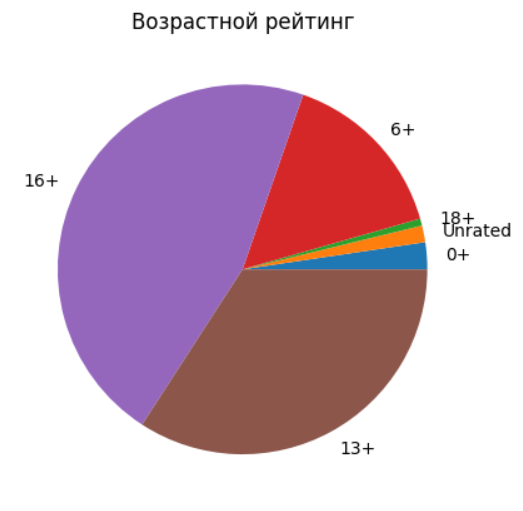 Возрастной рейтинг
6+
16+
18+
Unrated
0+
13+